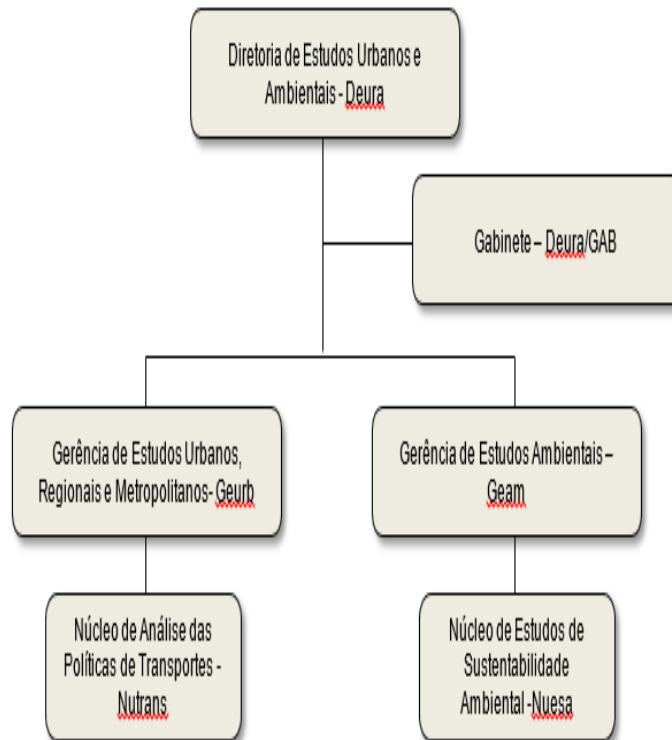 Diretoria de Estudos Urbanos e
Ambientais - Deura
Gabinete – Deura/GAB
Gerência de Estudos Urbanos,
Regionais e Metropolitanos- Geurb
Gerência de Estudos Ambientais –
Geam
Núcleo de Análise das
Políticas de Transportes -
Nutrans
Núcleo de Estudos de
Sustentabilidade
Ambiental -Nuesa